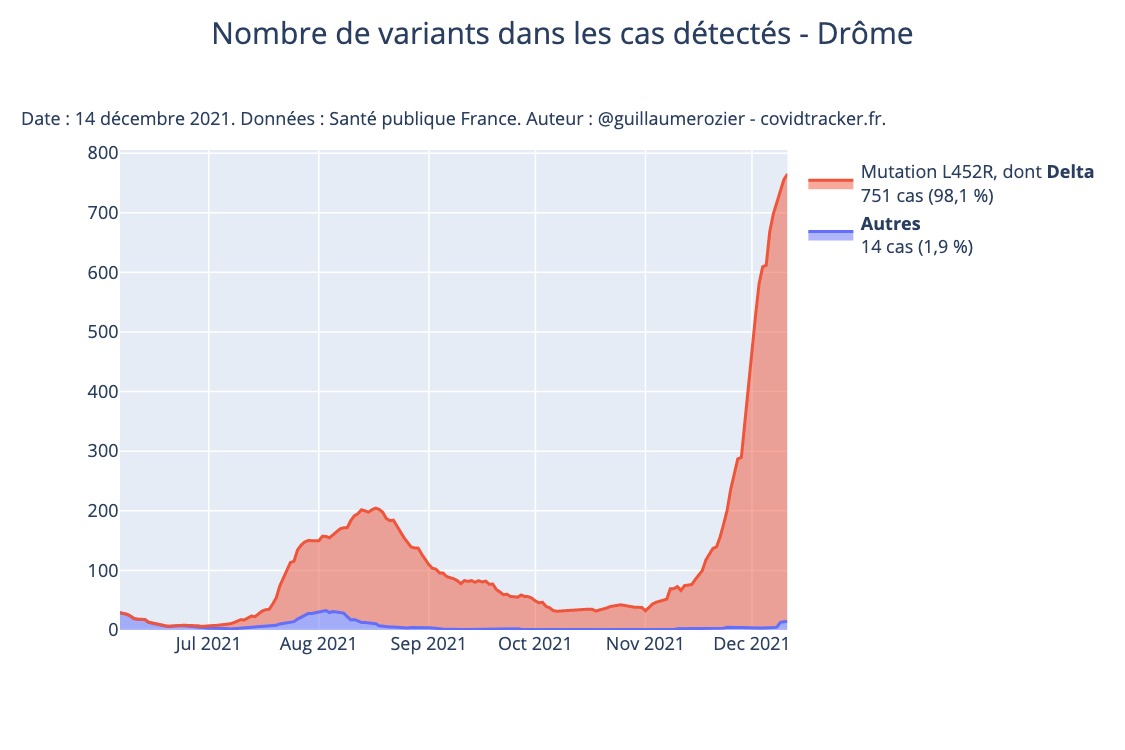 Nombre de variants dans les cas détectés - Drôme
Date : 14 décembre 2021. Données : Santé publique France. Auteur : @guillaumerozier - covidtracker.fr.
800
700
600
500
400
300
200
100
0
Jul 2021 Aug 2021 Sep 2021 Oct 2021 Nov 2021 Dec 2021
Mutation L452R, dont Delta
751 cas (98,1 %)
Autres
14 cas (1,9 %)